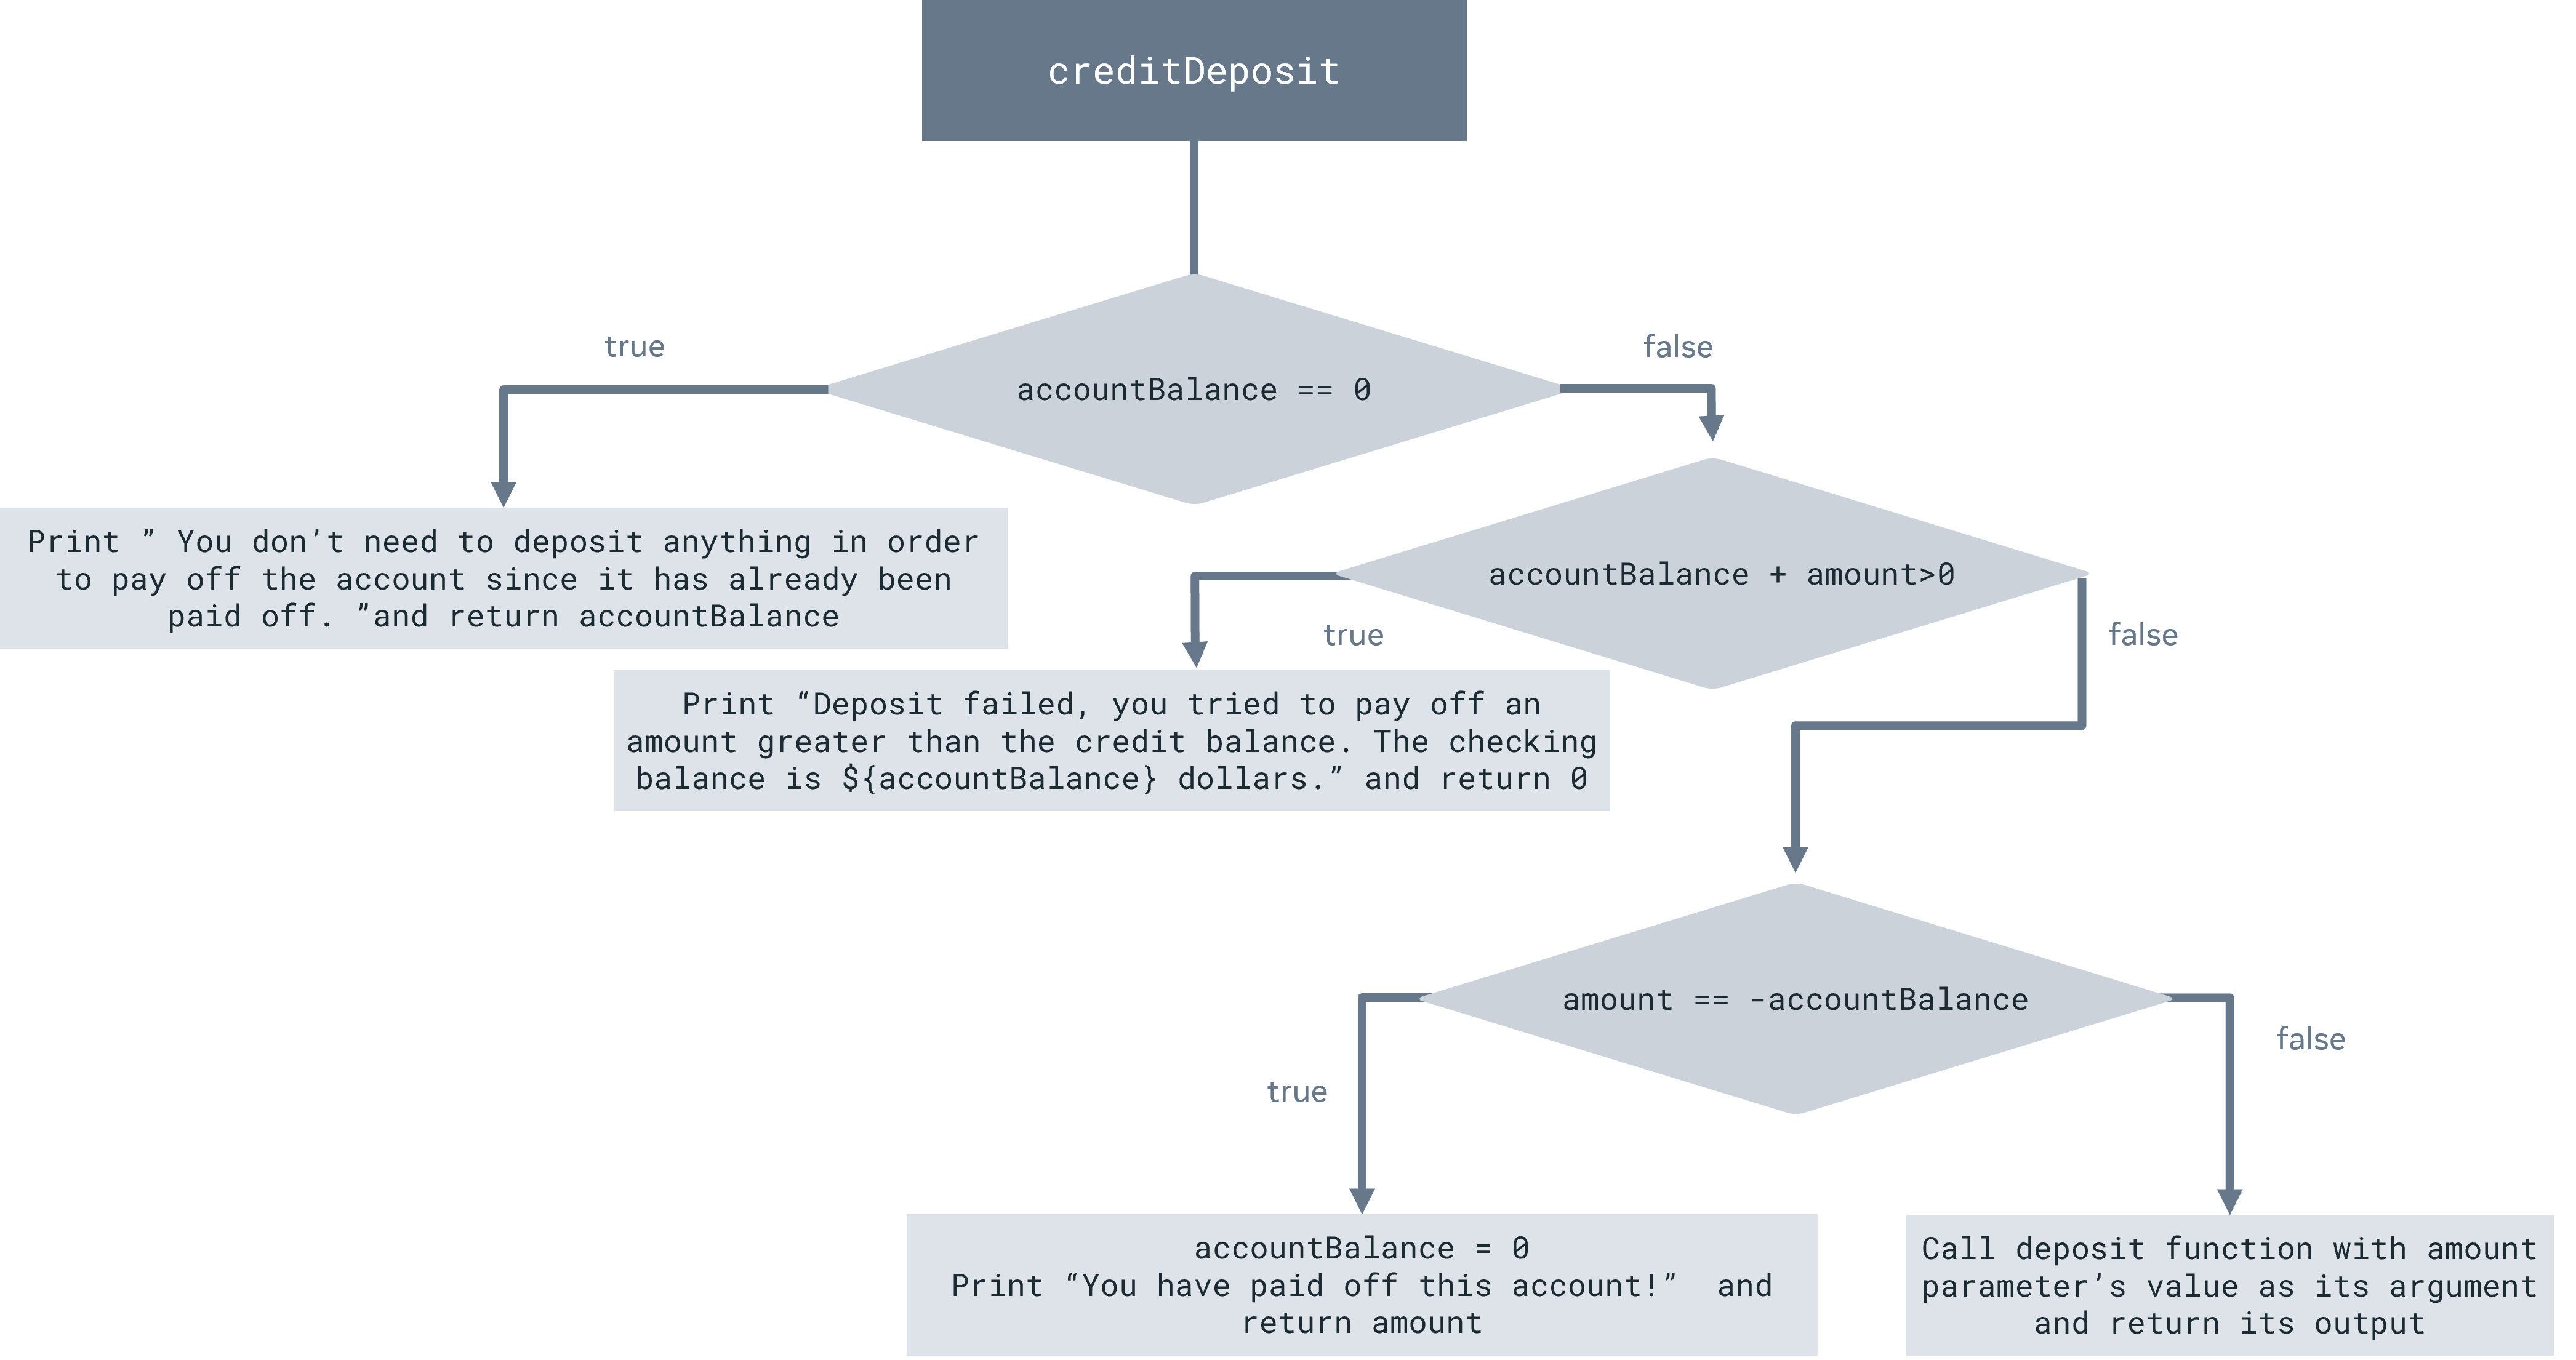 creditDeposit
true
false
accountBalance == 0
Print ” You don’t need to deposit anything in order
to pay off the account since it has already been
paid off. ”and return accountBalance
accountBalance + amount>0
true
false
Print “Deposit failed, you tried to pay off an
amount greater than the credit balance. The checking
balance is ${accountBalance} dollars.” and return 0
amount == -accountBalance
true
false
accountBalance = 0
Print “You have paid off this account!”  and
return amount
Call deposit function with amount
parameter’s value as its argument
and return its output